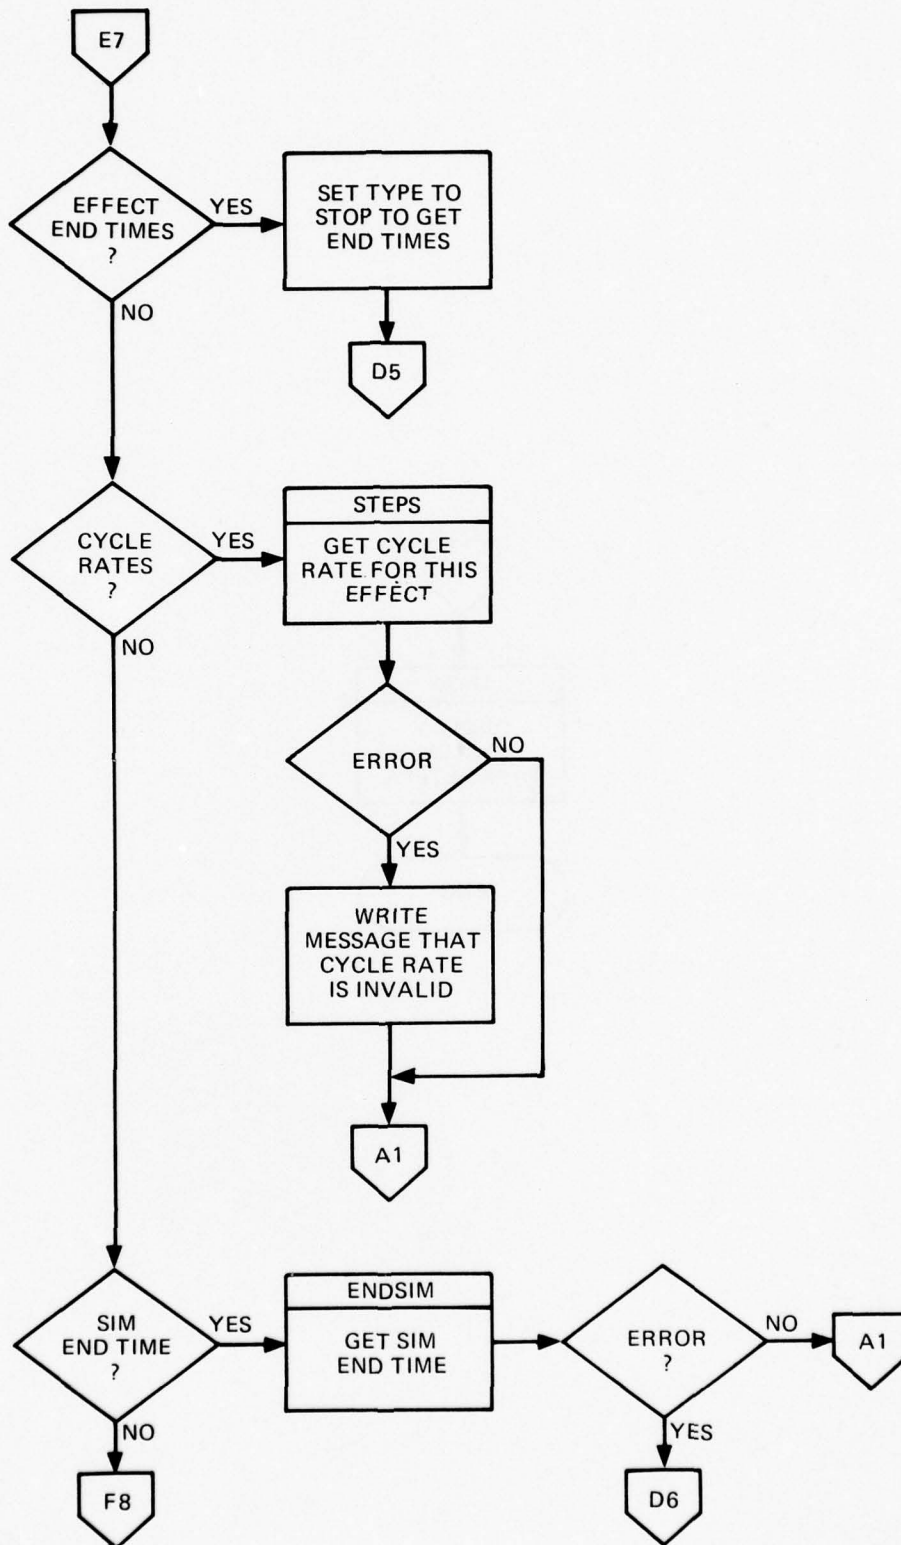 E7
EFFECT
END TIMES
?
YES
NO
SET TYPE TO
STOP TO GET
END TIMES
D5
CYCLE
RATES
?
YES
NO
STEPS
GET CYCLE
RATE FOR THIS
EFFECT
ERROR
NO
YES
WRITE
MESSAGE THAT
CYCLE RATE
IS INVALID
A1
SIM
END TIME
?
YES
NO
F8
ENDSIM
GET SIM
END TIME
ERROR
?
NO
A1
YES
D6